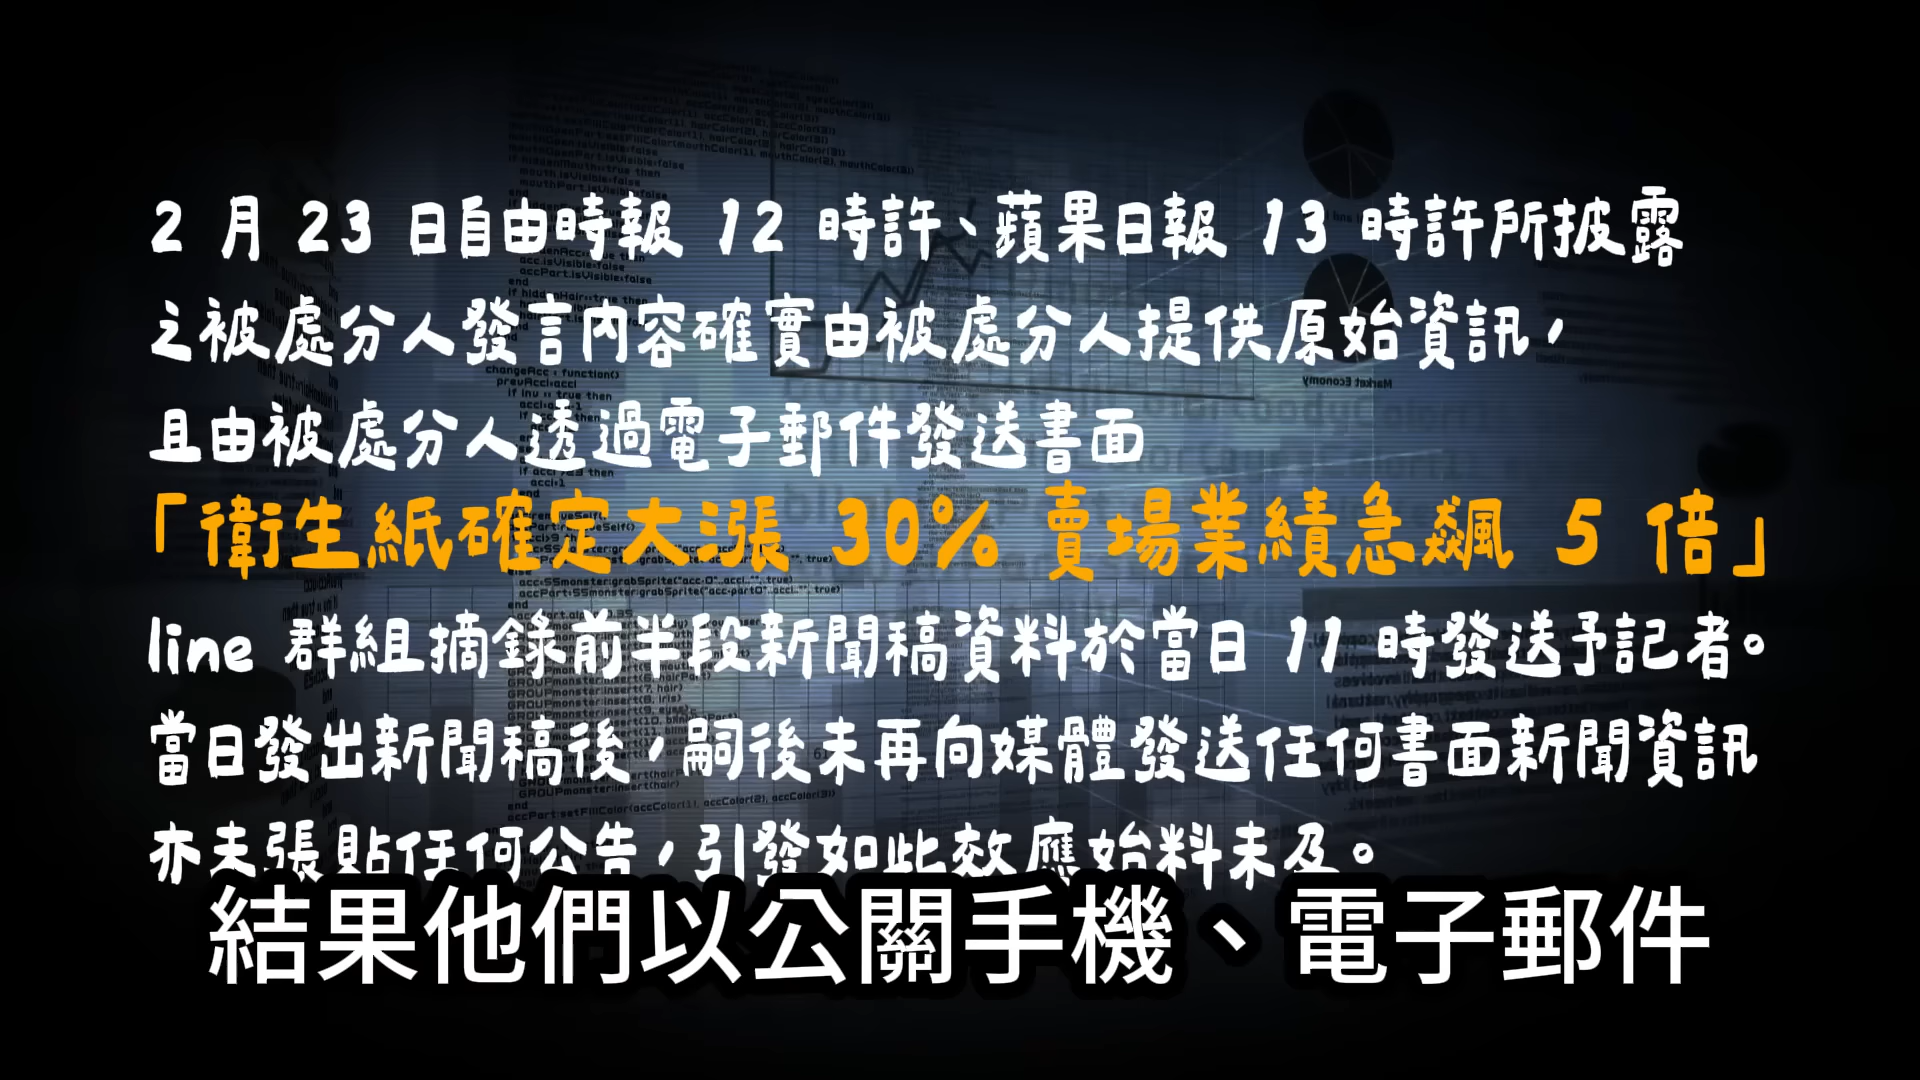 2 月 23 日自由時報 12 時許、蘋果日報 13 時許所披露
之被處分人發言內容確實由被處分人提供原始資訊，
且由被處分人透過電子郵件發送書面
「衛生紙確定大漲 30% 賣場業績急飆 5 倍」
line 群組摘錄前半段新聞稿資料於當日 11 時發送予記者。
當日發出新聞稿後，嗣後未再向媒體發送任何書面新聞資訊
亦未張貼任何公告，引發如此效應始料未及。
結果他們以公關手機、電子郵件